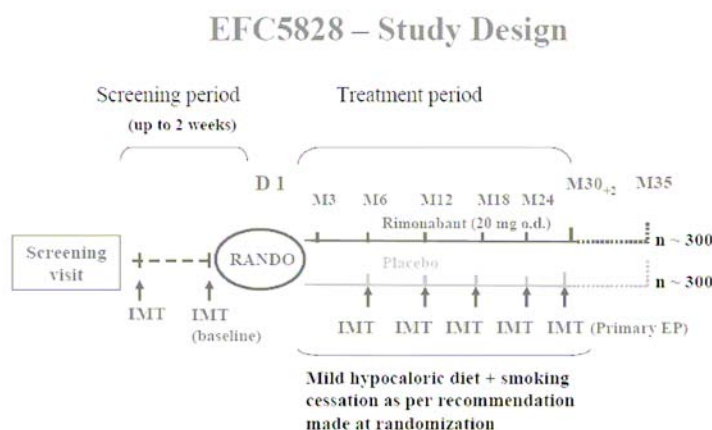 EFC5828 – Study Design
Screening period
(up to 2 weeks)
Treatment period
D 1
M3 M6 M12 M18 M24 M30+2 M35
Rimonabant (20 mg o.d.)
n ~ 300
Screening
visit
RANDO
Placebo
n ~ 300
IMT IMT
(baseline)
IMT IMT IMT IMT IMT (Primary EP)
Mild hypocaloric diet + smoking
cessation as per recommendation
made at randomization